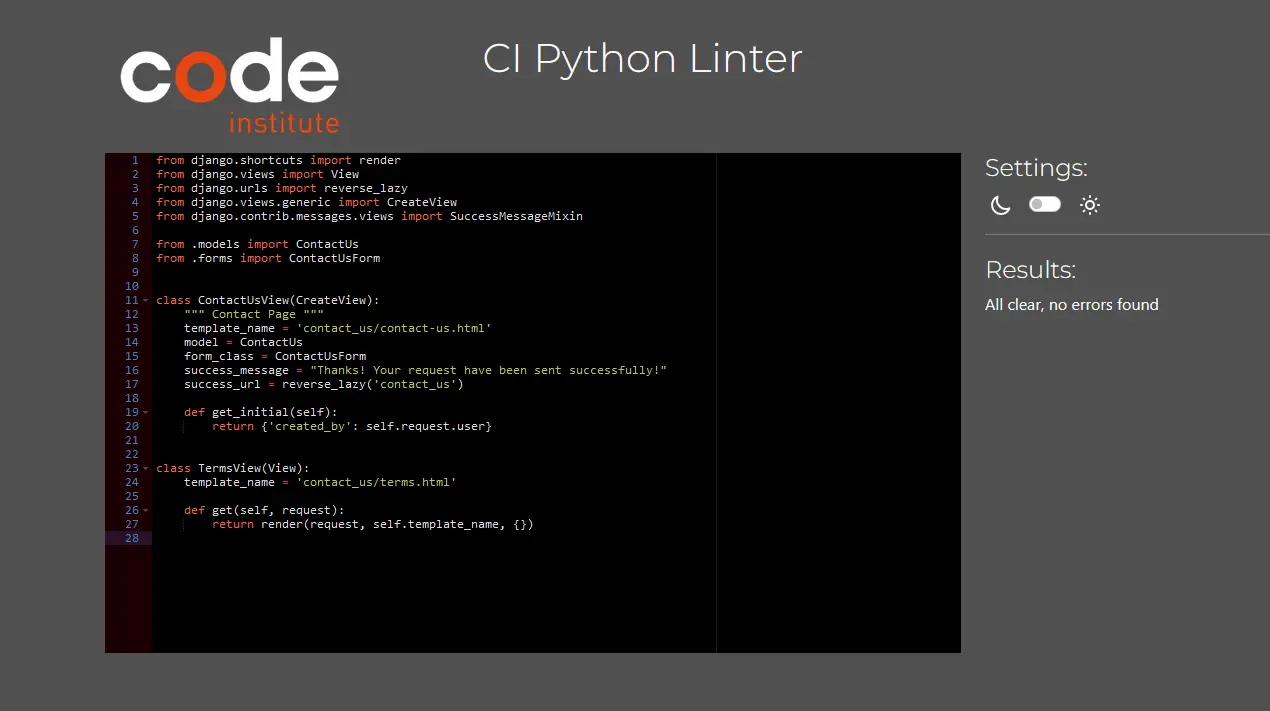 code
institute
CI Python Linter
1 from django.shortcuts import render
2 from django.views import View
3 from django.urls import reverse_lazy
4 from django.views.generic import CreateView
5 from django.contrib.messages.views import SuccessMessageMixin
6
7 from .models import ContactUs
8 from .forms import ContactUsForm
9
10
11 class ContactUsView(CreateView):
12     """ Contact Page """
13     template_name = 'contact_us/contact-us.html'
14     model = ContactUs
15     form_class = ContactUsForm
16     success_message = "Thanks! Your request have been sent successfully!"
17     success_url = reverse_lazy('contact_us')
18
19     def get_initial(self):
20         return {'created_by': self.request.user}
21
22
23 class TermsView(View):
24     template_name = 'contact_us/terms.html'
25
26     def get(self, request):
27         return render(request, self.template_name, {})
28
Settings:
Results:
All clear, no errors found